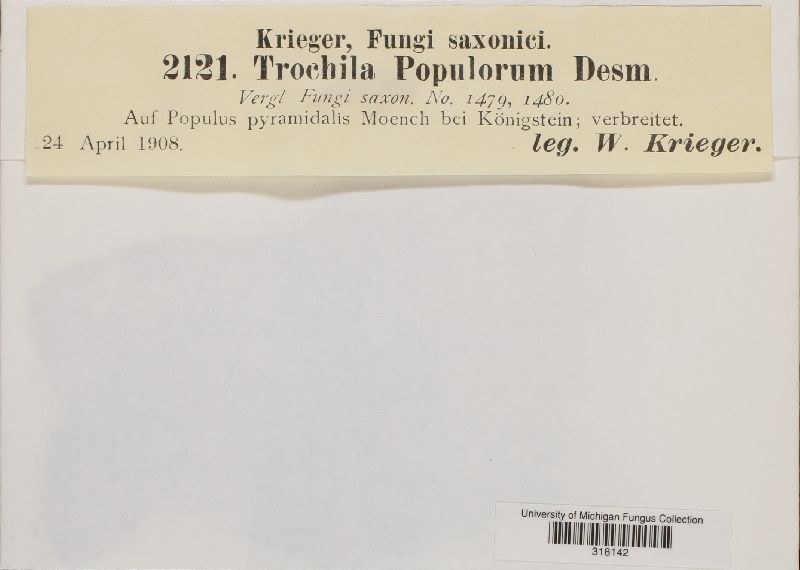 Krieger, Fungi saxonici.
2121. Trochila Populorum Desm.
Vergl Fungi saxon. No. 1479, 1480.
Auf Populus pyramidalis Moench bei Königstein; verbreitet.
24 April 1908. leg. W. Krieger.
University of Michigan Fungus Collection
318142